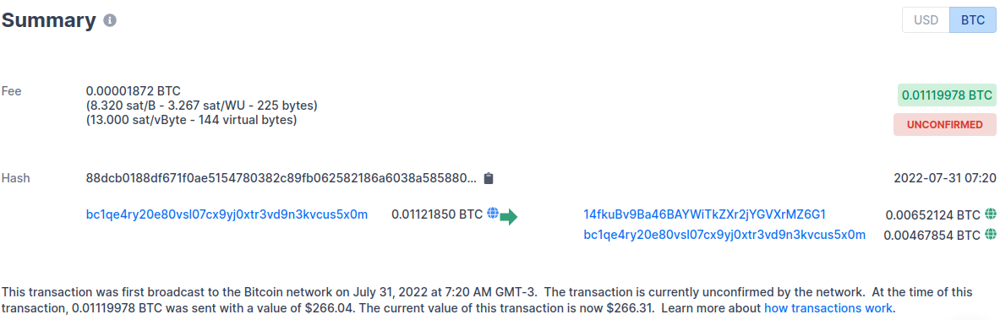 Summary
USD BTC
Fee 0.00001872 BTC 0.01119978 BTC
(8.320 sat/B - 3.267 sat/WU - 225 bytes)
(13.000 sat/vByte - 144 virtual bytes)
UNCONFIRMED
Hash 88dcb0188df671f0ae5154780382c89fb062582186a6038a585880... 2022-07-31 07:20
bc1qe4ry20e80vsl07cx9yj0xtr3vd9n3kvcus5x0m 0.01121850 BTC 14fkuBv9Ba46BAYWiTkZXr2jYGVXrMZ6G1 0.00652124 BTC
bc1qe4ry20e80vsl07cx9yj0xtr3vd9n3kvcus5x0m 0.00467854 BTC
This transaction was first broadcast to the Bitcoin network on July 31, 2022 at 7:20 AM GMT-3. The transaction is currently unconfirmed by the network. At the time of this
transaction, 0.01119978 BTC was sent with a value of $266.04. The current value of this transaction is now $266.31. Learn more about how transactions work.